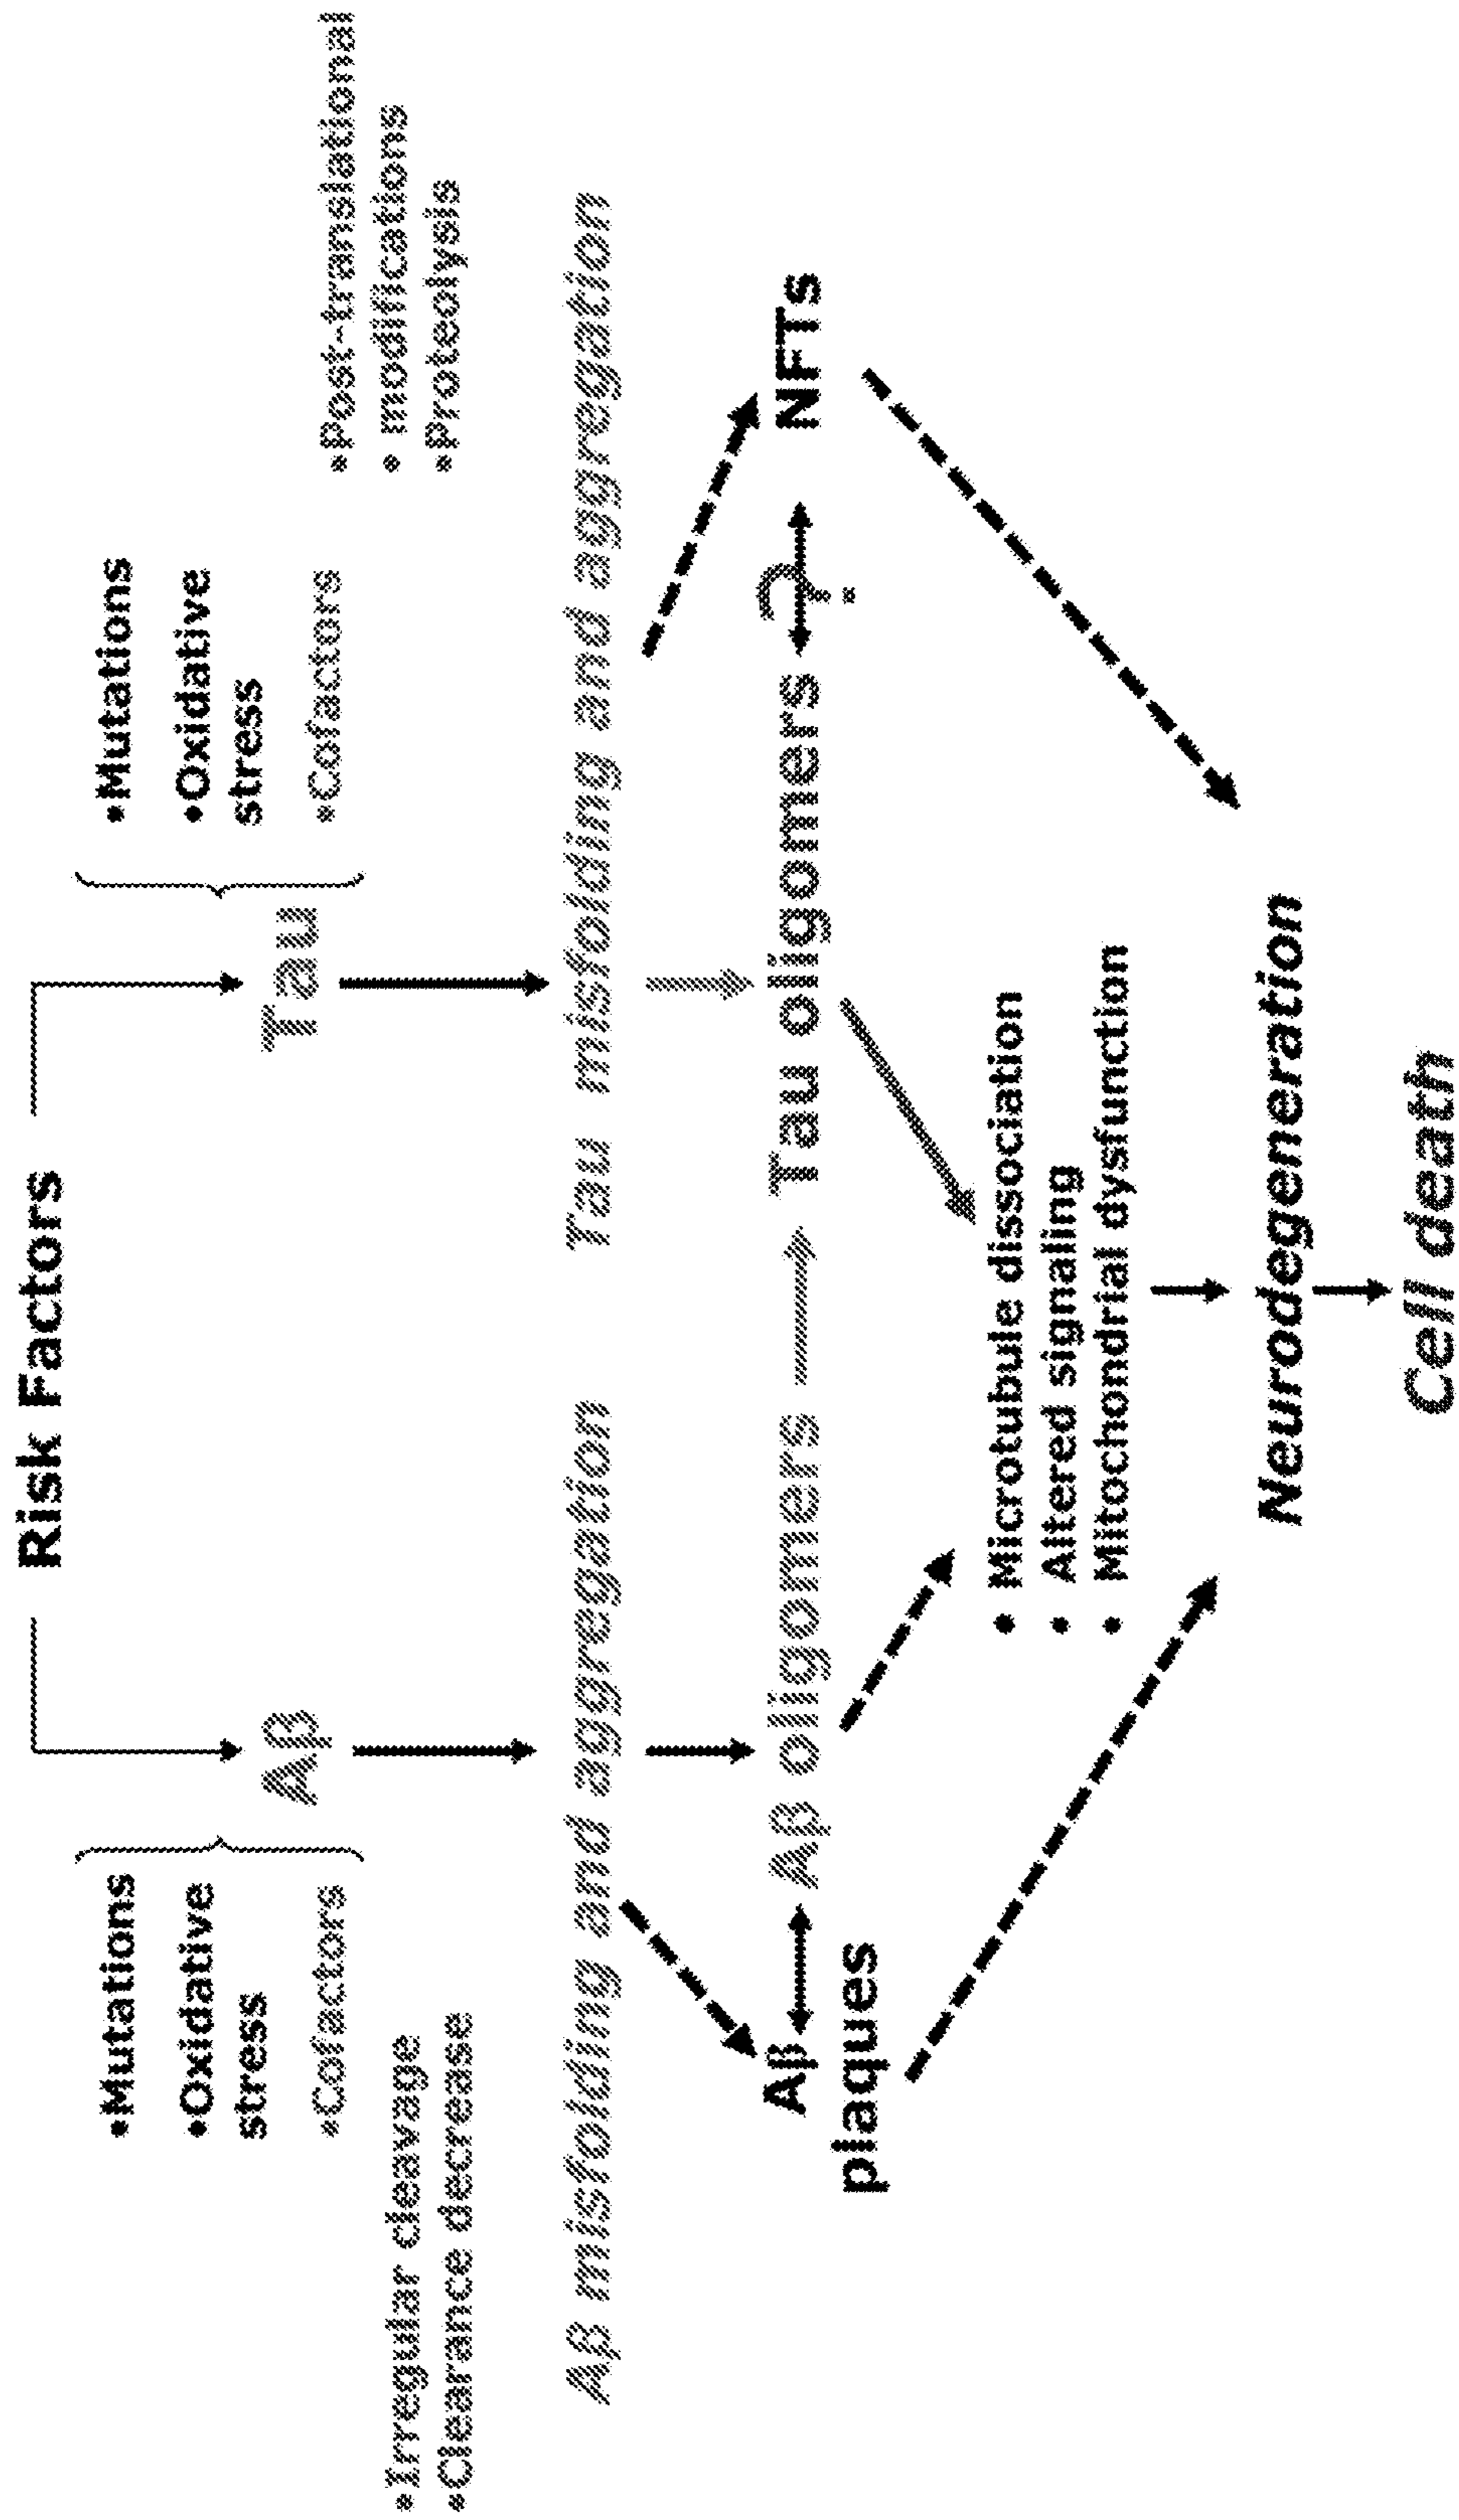 Risk Factors
•Mutations
•Oxidative
stress
•Cofactors
•Irregular cleavage
•Clearance decrease
Aβ
Tau
•Mutations
•Oxidative
stress
•Cofactors
•Post-translational
• modifications
•Proteolysis
Aβ misfolding and aggregation
Tau misfolding and aggregation
Aβ
plaques
Aβ oligomers
Tau oligomers
?
NFTs
• Microtubule dissociation
• Altered signaling
• Mitochondrial dysfunction
Neurodegeneration
Cell death